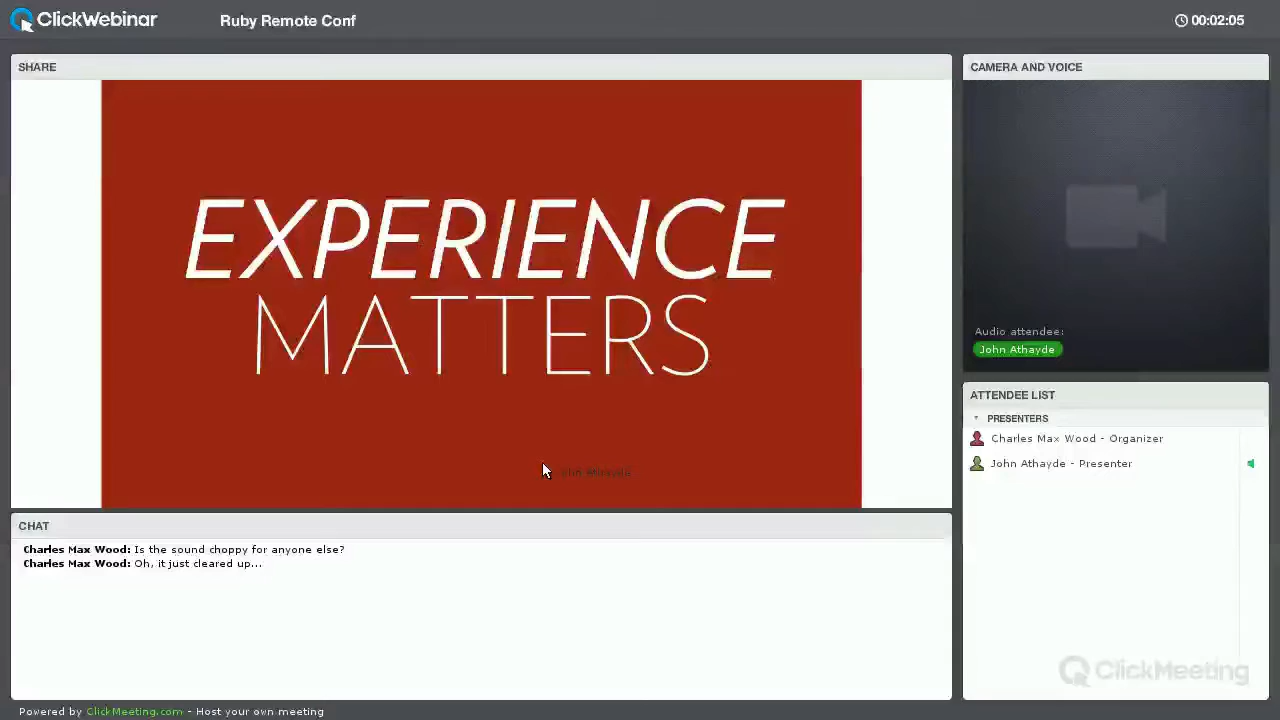 ClickWebinar
Ruby Remote Conf
00:02:05
SHARE
EXPERIENCE
MATTERS
John Athayde
CAMERA AND VOICE
Audio attendee:
John Athayde
ATTENDEE LIST
PRESENTERS
Charles Max Wood - Organizer
John Athayde - Presenter
CHAT
Charles Max Wood: Is the sound choppy for anyone else?
Charles Max Wood: Oh, it just cleared up...
ClickMeeting
Powered by ClickMeeting.com - Host your own meeting